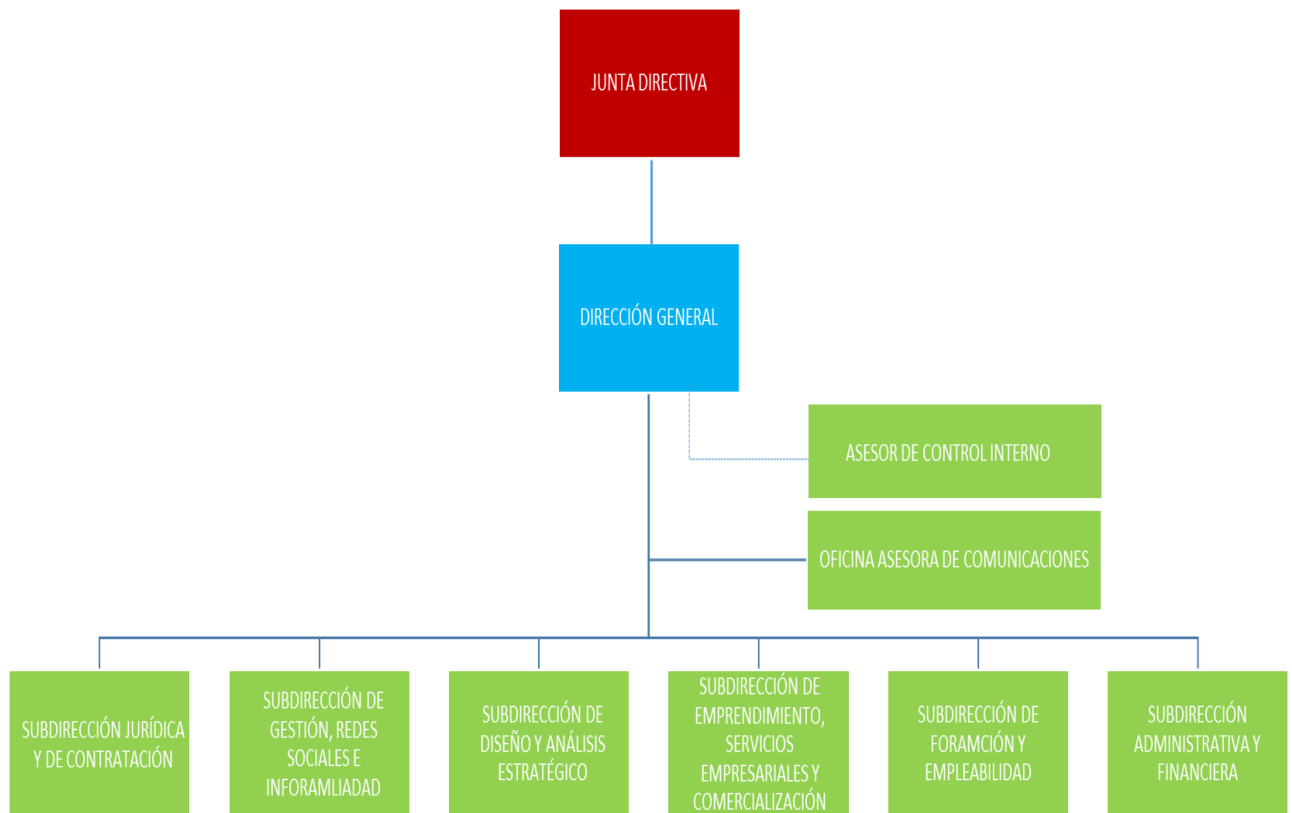 JUNTA DIRECTIVA
DIRECCIÓN GENERAL
ASESOR DE CONTROL INTERNO
OFICINA ASESORA DE COMUNICACIONES
SUBDIRECCIÓN JURÍDICA
Y DE CONTRATACIÓN
SUBDIRECCIÓN DE
GESTIÓN, REDES
SOCIALES E
INFORAMLIADAD
SUBDIRECCIÓN DE
DISEÑO Y ANÁLISIS
ESTRATÉGICO
SUBDIRECCIÓN DE
EMPRENDIMIENTO,
SERVICIOS
EMPRESARIALES Y
COMERCIALIZACIÓN
SUBDIRECCIÓN DE
FORAMCIÓN Y
EMPLEABILIDAD
SUBDIRECCIÓN
ADMINISTRATIVA Y
FINANCIERA